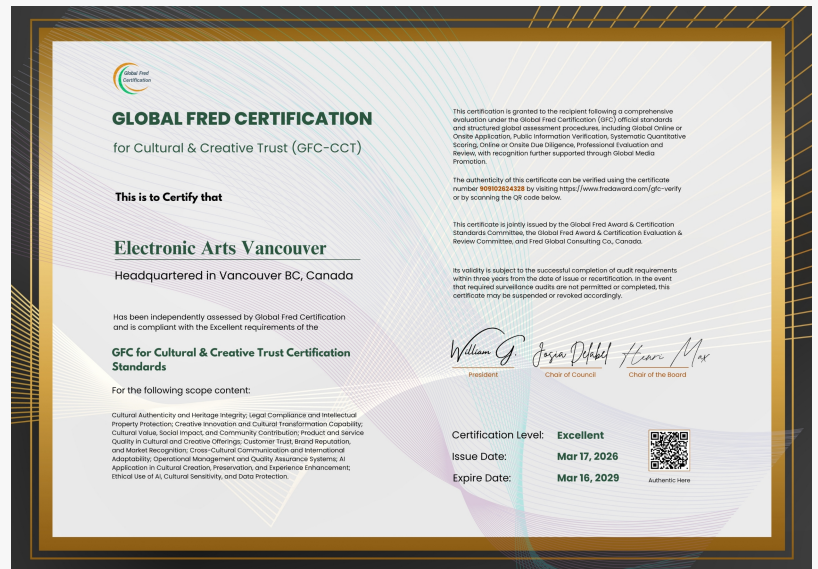 Global Fred
Certification
GLOBAL FRED CERTIFICATION
for Cultural & Creative Trust (GFC-CCT)
This is to Certify that
Electronic Arts Vancouver
Headquartered in Vancouver BC, Canada
Has been independently assessed by Global Fred Certification
and is compliant with the Excellent requirements of the
GFC for Cultural & Creative Trust Certification
Standards
For the following scope content:
Cultural Authenticity and Heritage Integrity; Legal Compliance and Intellectual
Property Protection; Creative Innovation and Cultural Transformation Capability;
Cultural Value, Social Impact, and Community Contribution; Product and Service
Quality in Cultural and Creative Offerings; Customer Trust, Brand Reputation,
and Market Recognition; Cross-Cultural Communication and International
Adaptability; Operational Management and Quality Assurance Systems; AI
Application in Cultural Creation, Preservation, and Experience Enhancement;
Ethical Use of AI, Cultural Sensitivity, and Data Protection.
This certification is granted to the recipient following a comprehensive
evaluation under the Global Fred Certification (GFC) official standards
and structured global assessment procedures, including Global Online or
Onsite Application, Public Information Verification, Systematic Quantitative
Scoring, Online or Onsite Due Diligence, Professional Evaluation and
Review, with recognition further supported through Global Media
Promotion.
The authenticity of this certificate can be verified using the certificate
number 909102624328 by visiting https://www.fredaward.com/gfc-verify
or by scanning the QR code below.
This certificate is jointly issued by the Global Fred Award & Certification
Standards Committee, the Global Fred Award & Certification Evaluation &
Review Committee, and Fred Global Consulting Co., Canada.
Its validity is subject to the successful completion of audit requirements
within three years from the date of issue or recertification. In the event
that required surveillance audits are not permitted or completed, this
certificate may be suspended or revoked accordingly.
William G. Josia Delabel Henri Max
President Chair of Council Chair of the Board
Certification Level: Excellent
Issue Date: Mar 17, 2026
Expire Date: Mar 16, 2029
Authentic Here